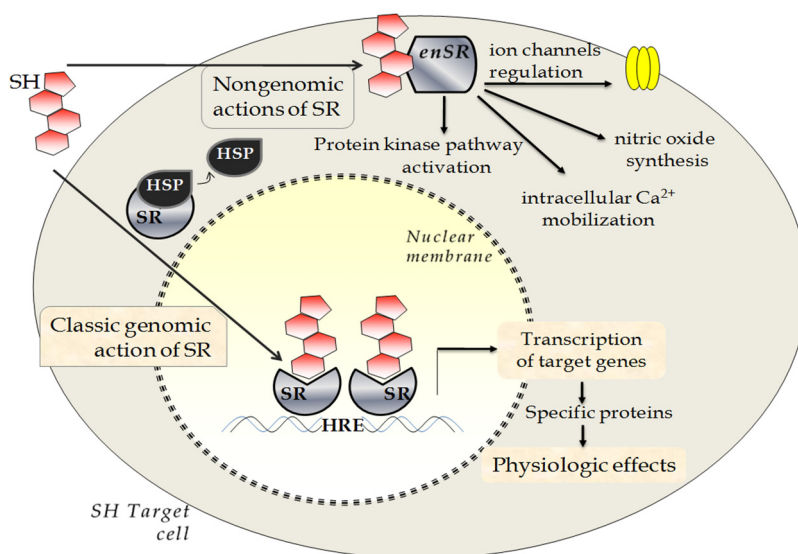 SH
Nongenomic
actions of SR
enSR
ion channels
regulation
Protein kinase pathway
activation
nitric oxide
synthesis
intracellular Ca²⁺
mobilization
HSP
HSP
SR
Nuclear
membrane
Classic genomic
action of SR
SR
SR
HRE
Transcription
of target genes
Specific proteins
Physiologic effects
SH Target
cell